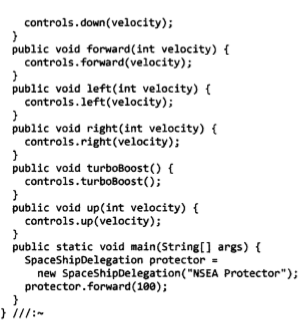 controls.down(velocity);
}
public void forward(int velocity) {
controls.forward(velocity);
}
public void left(int velocity) {
controls.left(velocity);
}
public void right(int velocity) {
controls.right(velocity);
}
public void turboBoost() {
controls.turboBoost();
}
public void up(int velocity) {
controls.up(velocity);
}
public static void main(String[] args) {
SpaceShipDelegation protector =
new SpaceShipDelegation("NSEA Protector");
protector.forward(100);
}
} ///:~